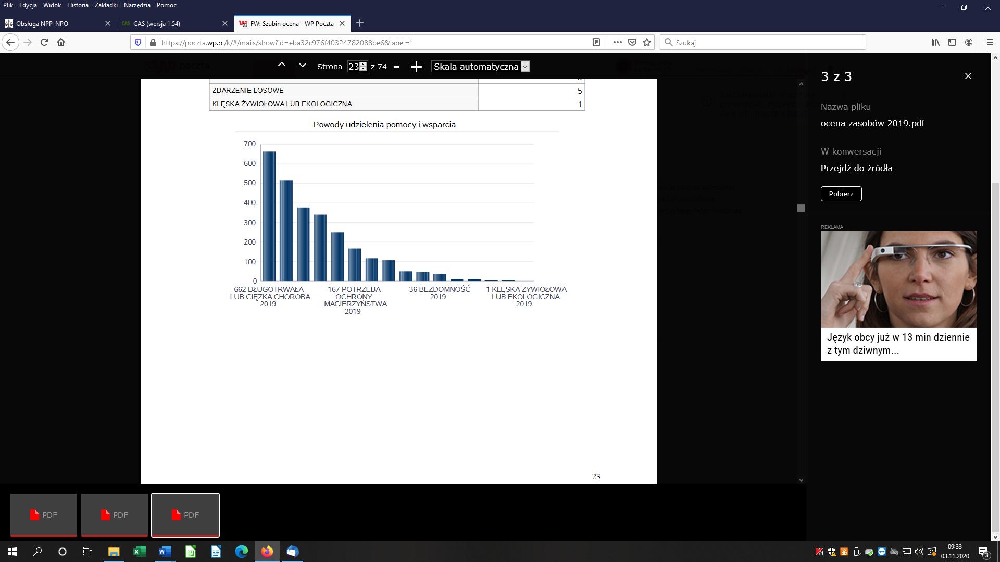 Plik Edycja Widok Historia Zakładki Narzędzia Pomoc
Obsługa NPP-NPO
CAS (wersja 1.54)
FW: Szubin ocena - WP Poczta
https://poczta.wp.pl/k/#/mails/show?id=eba32c976f40324782088be6&label=1
Szukaj
Strona 23 z 74
Skala automatyczna
ZDARZENIE LOSOWE 5
KLĘSKA ŻYWIOŁOWA LUB EKOLOGICZNA 1
Powody udzielenia pomocy i wsparcia
700
600
500
400
300
200
100
0
662 DŁUGOTRWAŁA
LUB CIĘŻKA CHOROBA
2019
167 POTRZEBA
OCHRONY
MACIERZYŃSTWA
2019
36 BEZDOMNOŚĆ
2019
1 KLĘSKA ŻYWIOŁOWA
LUB EKOLOGICZNA
2019
23
3 z 3
Nazwa pliku
ocena zasobów 2019.pdf
W konwersacji
Przejdź do źródła
Pobierz
REKLAMA
Język obcy już w 13 min dziennie
z tym dziwnym...
PDF
PDF
PDF
09:33
03.11.2020
3